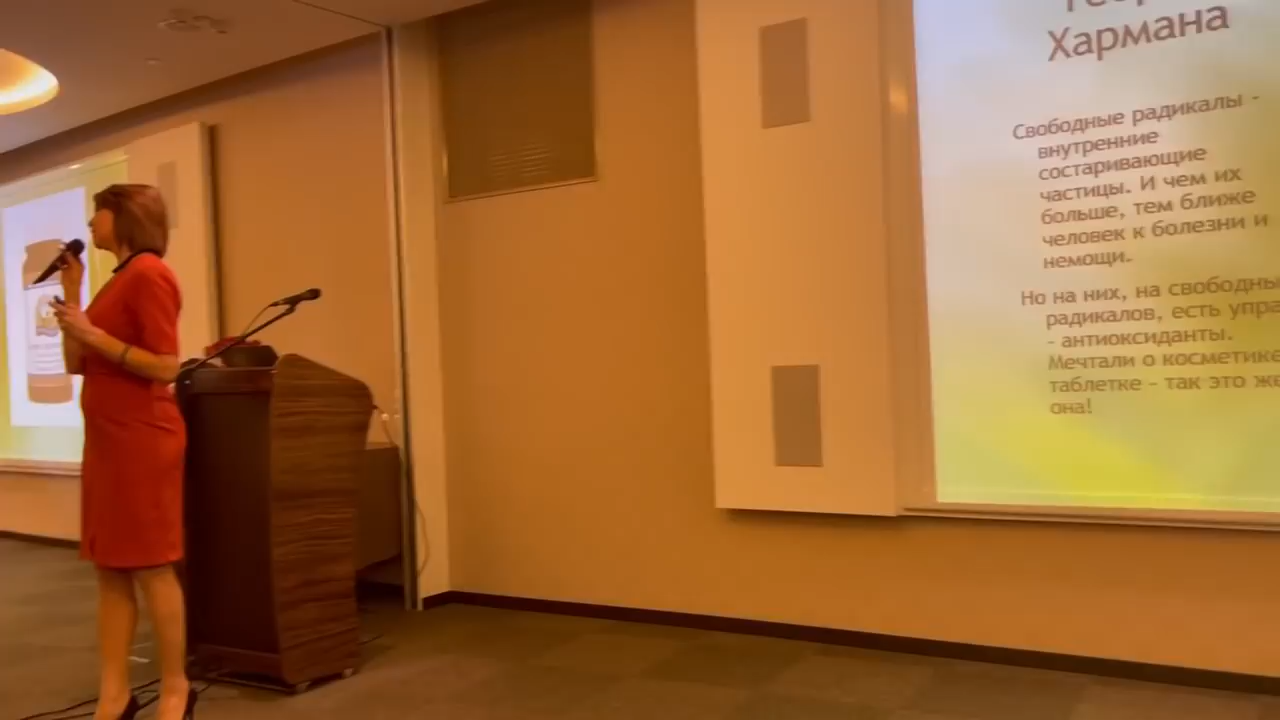 Хармана
Свободные радикалы -
внутренние
состаривающие
частицы. И чем их
больше, тем ближе
человек к болезни и
немощи.
Но на них, на
радикалов, есть
- антиоксиданты.
Мечтали о косметике
таблетке - так это
она!